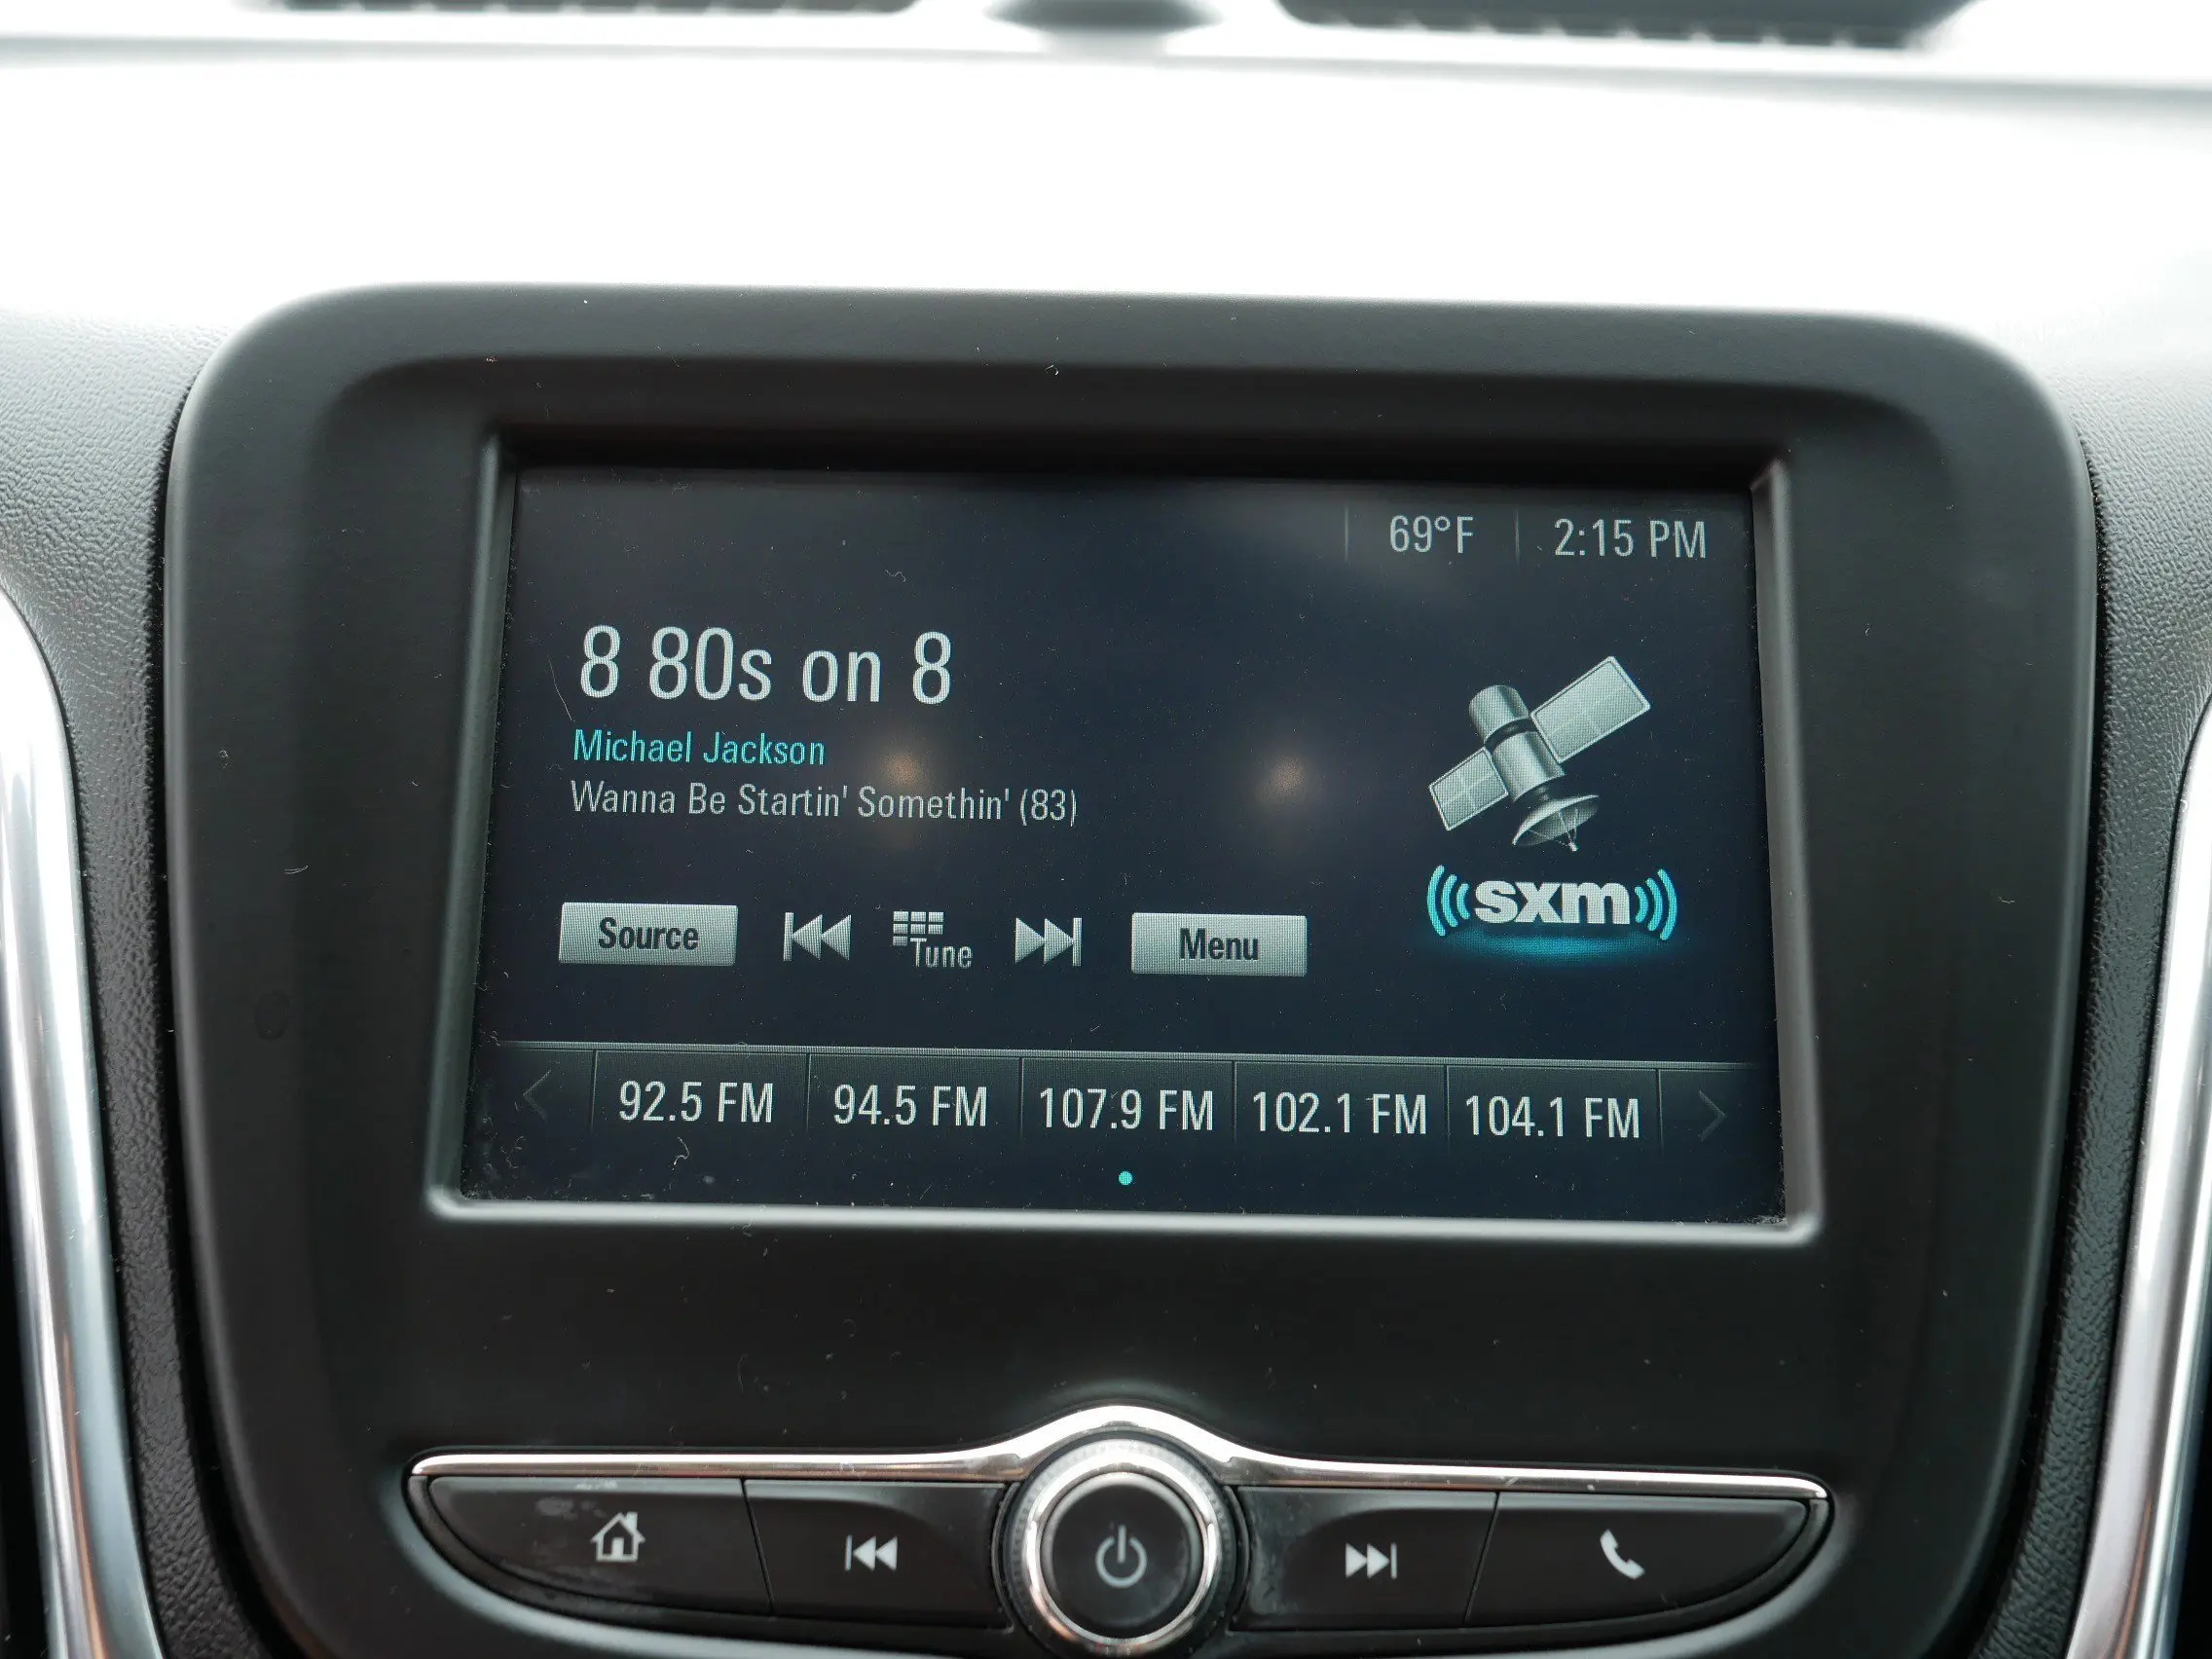 69°F 2:15 PM
8 80s on 8
Michael Jackson
Wanna Be Startin' Somethin' (83)
sxm
Source Tune Menu
92.5 FM 94.5 FM 107.9 FM 102.1 FM 104.1 FM